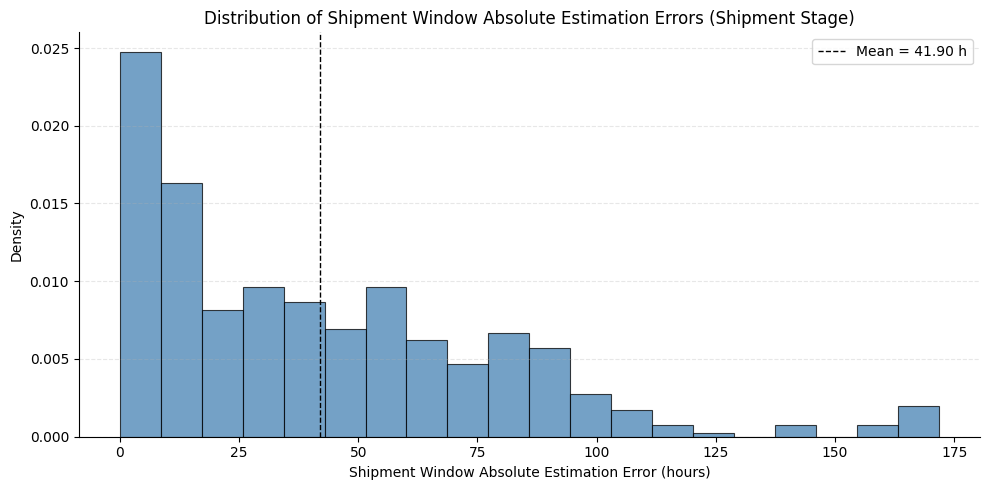 Distribution of Shipment Window Absolute Estimation Errors (Shipment Stage)
Mean = 41.90 h
Density
0.025
0.020
0.015
0.010
0.005
0.000
0 25 50 75 100 125 150 175
Shipment Window Absolute Estimation Error (hours)